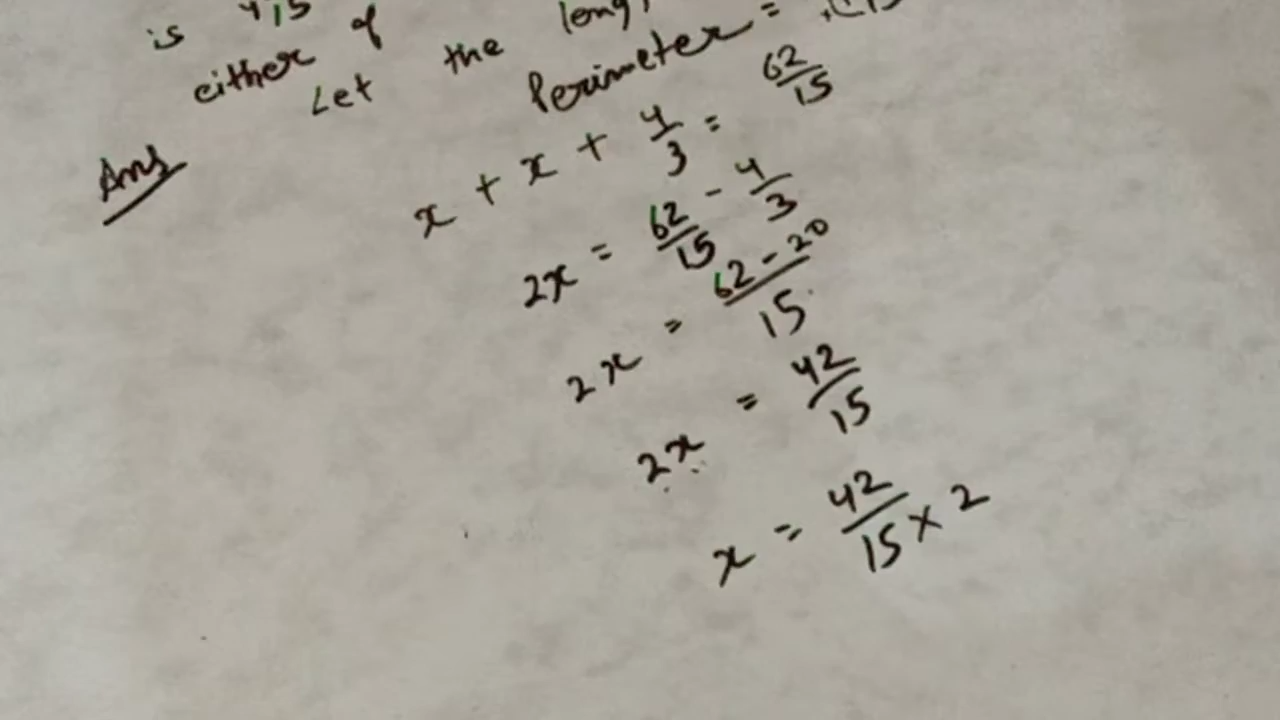 is 4/15
either of
Let the leng
Perimeter =
Ans
x + x + 4/3 = 62/15
2x = 62/15 - 4/3
2x = 62-20/15
2x = 42/15
x = 42/15×2